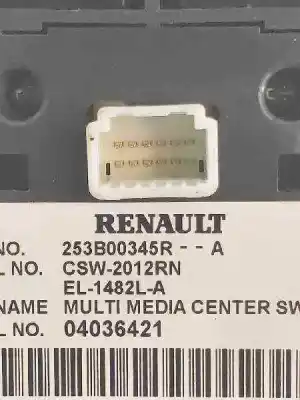 RENAULT
NO. 253B00345R - - A
L NO. CSW-2012RN
EL-1482L-A
NAME MULTI MEDIA CENTER SW
L NO. 04036421